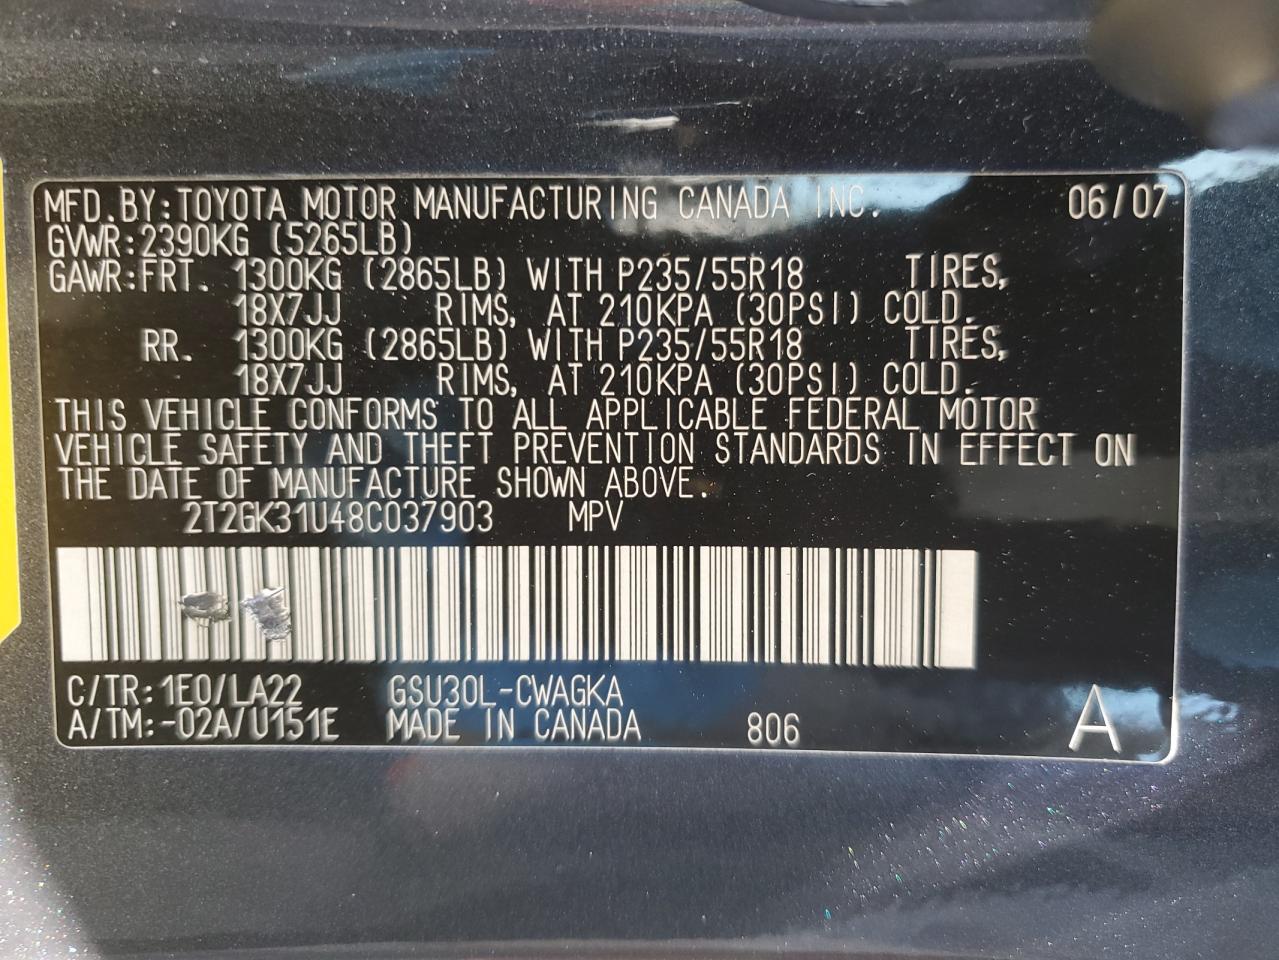 MFD.BY:TOYOTA MOTOR MANUFACTURING CANADA INC. 06/07
GVWR:2390KG (5265LB)
GAWR:FRT. 1300KG (2865LB) WITH P235/55R18 TIRES,
18X7JJ RIMS, AT 210KPA (30PSI) COLD.
RR. 1300KG (2865LB) WITH P235/55R18 TIRES,
18X7JJ RIMS, AT 210KPA (30PSI) COLD.
THIS VEHICLE CONFORMS TO ALL APPLICABLE FEDERAL MOTOR
VEHICLE SAFETY AND THEFT PREVENTION STANDARDS IN EFFECT ON
THE DATE OF MANUFACTURE SHOWN ABOVE.
2T2GK31U48C037903 MPV
C/TR:1E0/LA22 GSU30L-CWAGKA
A/TM:-02A/U151E MADE IN CANADA 806 A